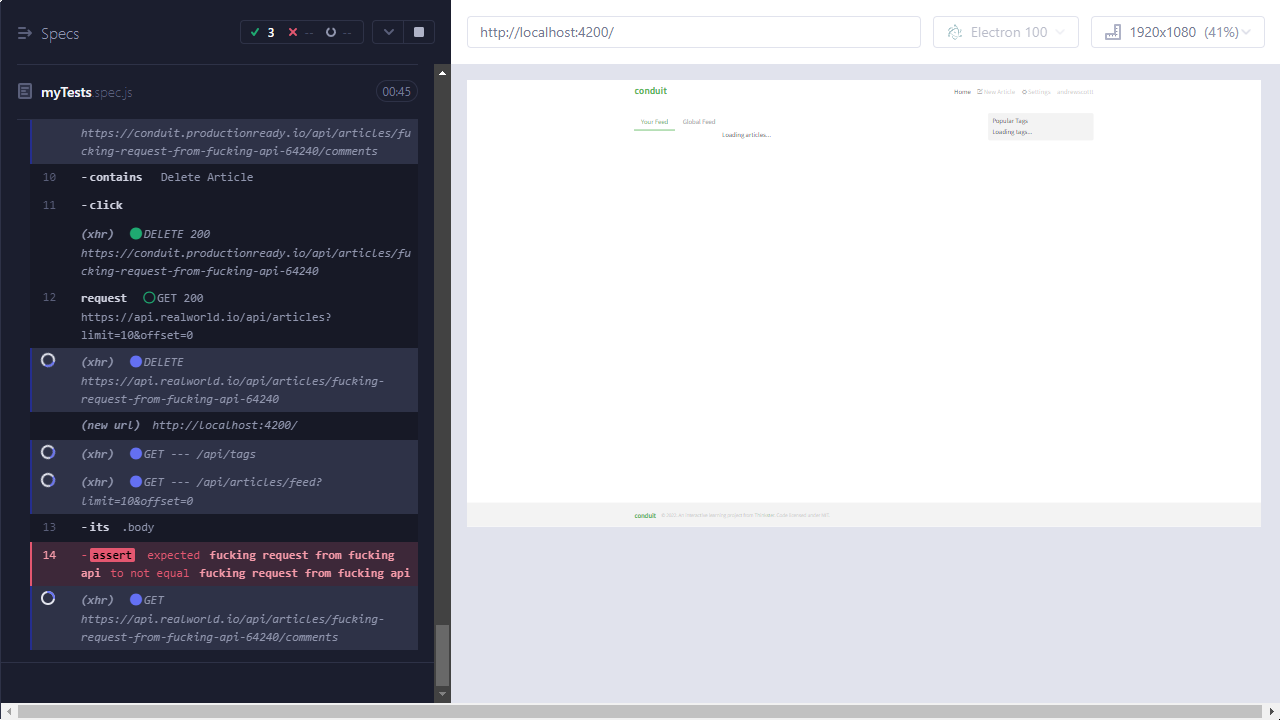 Specs
3 -- --
http://localhost:4200/
Electron 100
1920x1080 (41%)
myTests spec.js
00:45
https://conduit.productionready.io/api/articles/fu
cking-request-from-fucking-api-64240/comments
10 -contains Delete Article
11 -click
(xhr) DELETE 200
https://conduit.productionready.io/api/articles/fu
cking-request-from-fucking-api-64240
12 request GET 200
https://api.realworld.io/api/articles?
limit=10&offset=0
(xhr) DELETE
https://api.realworld.io/api/articles/fucking-
request-from-fucking-api-64240
(new url) http://localhost:4200/
(xhr) GET --- /api/tags
(xhr) GET --- /api/articles/feed?
limit=10&offset=0
13 -its .body
14 -assert expected fucking request from fucking
api to not equal fucking request from fucking api
(xhr) GET
https://api.realworld.io/api/articles/fucking-
request-from-fucking-api-64240/comments
conduit
Home New Article Settings
Your Feed Global Feed
Loading articles...
Popular Tags
Loading tags...
conduit